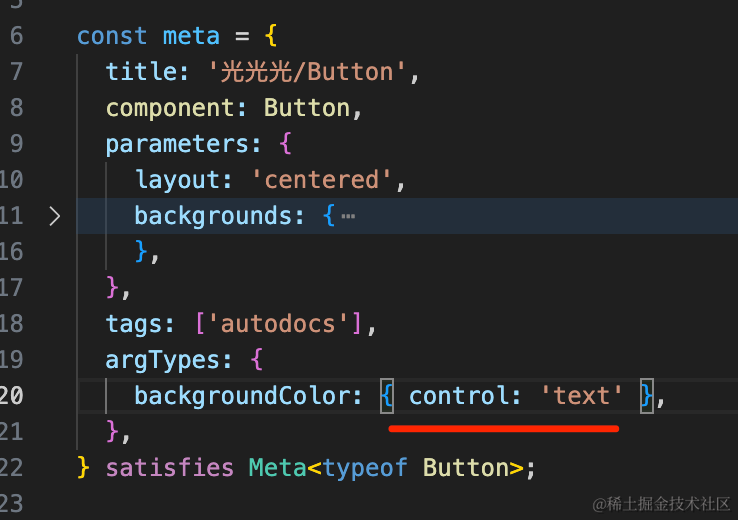 5
6 const meta = {
7 title: '光光光/Button',
8 component: Button,
9 parameters: {
10 layout: 'centered',
11 > backgrounds: {⋯
16 },
17 },
18 tags: ['autodocs'],
19 argTypes: {
20 backgroundColor: { control: 'text' },
21 },
22 } satisfies Meta<typeof Button>;
23
@稀土掘金技术社区